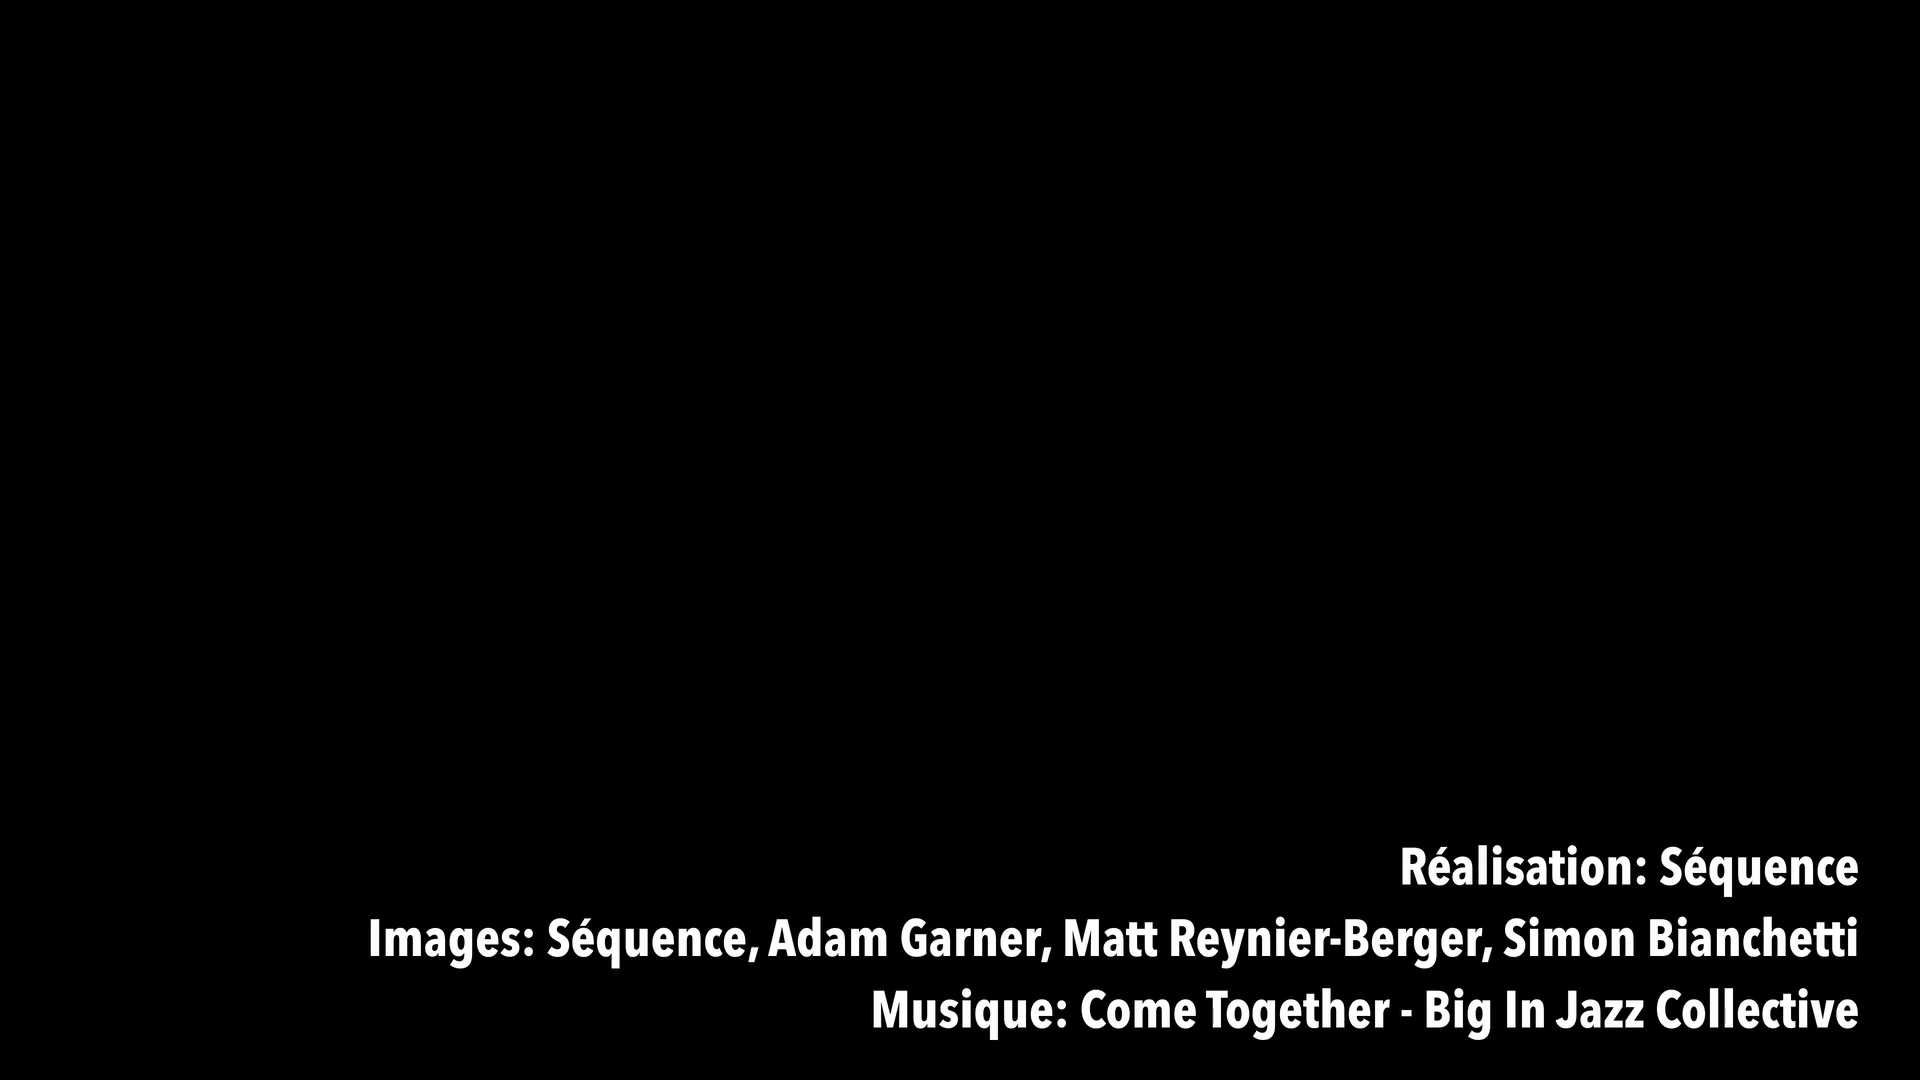 Réalisation: Séquence
Images: Séquence, Adam Garner, Matt Reynier-Berger, Simon Bianchetti
Musique: Come Together - Big In Jazz Collective